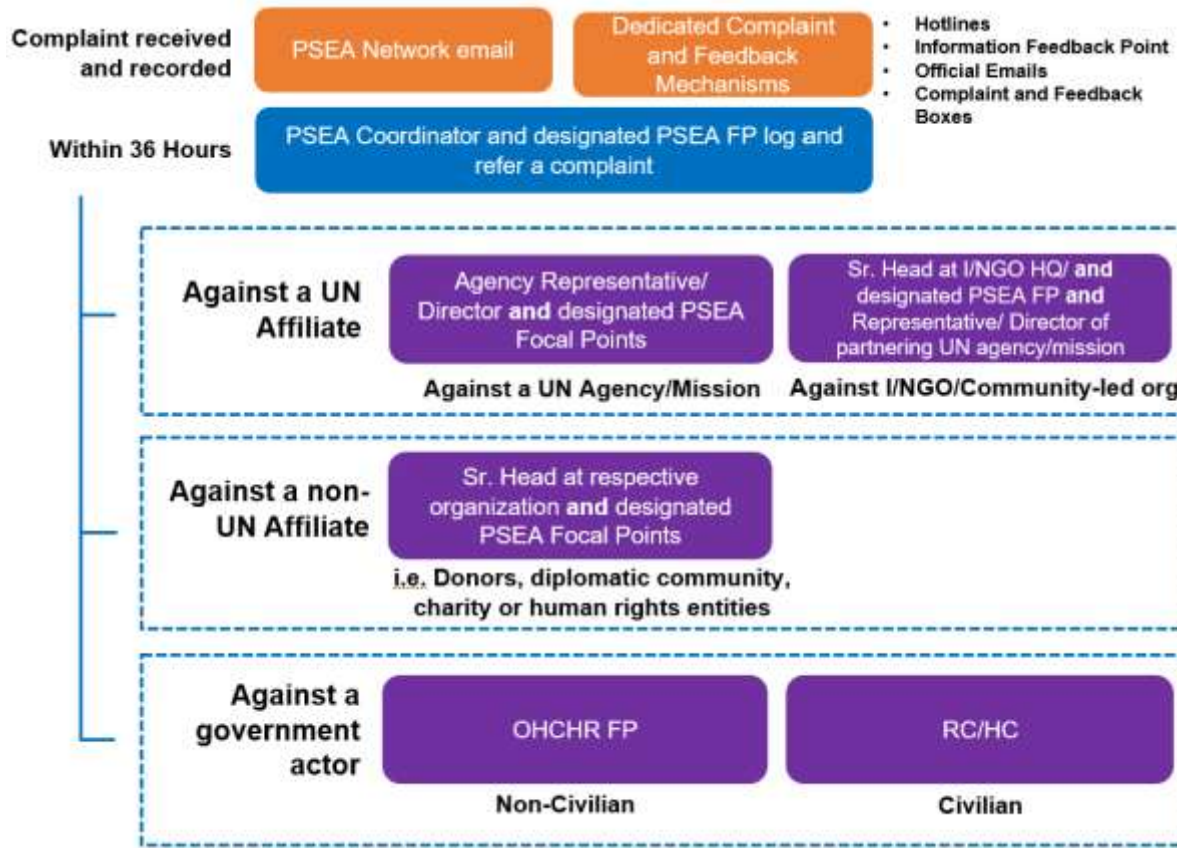 Complaint received
and recorded
PSEA Network email
Dedicated Complaint
and Feedback
Mechanisms
• Hotlines
• Information Feedback Point
• Official Emails
• Complaint and Feedback
Boxes
Within 36 Hours
PSEA Coordinator and designated PSEA FP log and
refer a complaint
Against a UN
Affiliate
Agency Representative/
Director and designated PSEA
Focal Points
Against a UN Agency/Mission
Sr. Head at I/NGO HQ/ and
designated PSEA FP and
Representative/ Director of
partnering UN agency/mission
Against I/NGO/Community-led org
Against a non-
UN Affiliate
Sr. Head at respective
organization and designated
PSEA Focal Points
i.e. Donors, diplomatic community,
charity or human rights entities
Against a
government
actor
OHCHR FP
Non-Civilian
RC/HC
Civilian